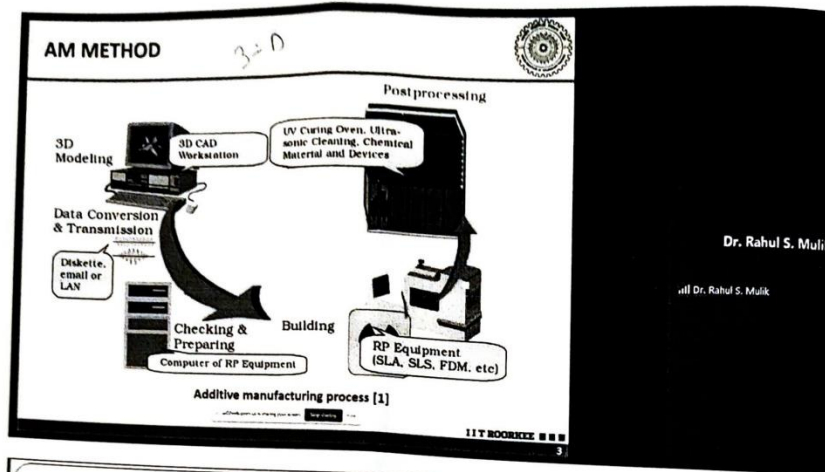 AM METHOD
3-D
Postprocessing
3D
Modeling
3D CAD
Workstation
UV Curing Oven, Ultra-
sonic Cleaning, Chemical
Material and Devices
Data Conversion
& Transmission
Diskette,
email or
LAN
Checking &
Preparing
Computer of RP Equipment
Building
RP Equipment
(SLA, SLS, FDM, etc)
Additive manufacturing process [1]
IIT ROORKEE
3
Dr. Rahul S. Muli
Dr. Rahul S. Mulik